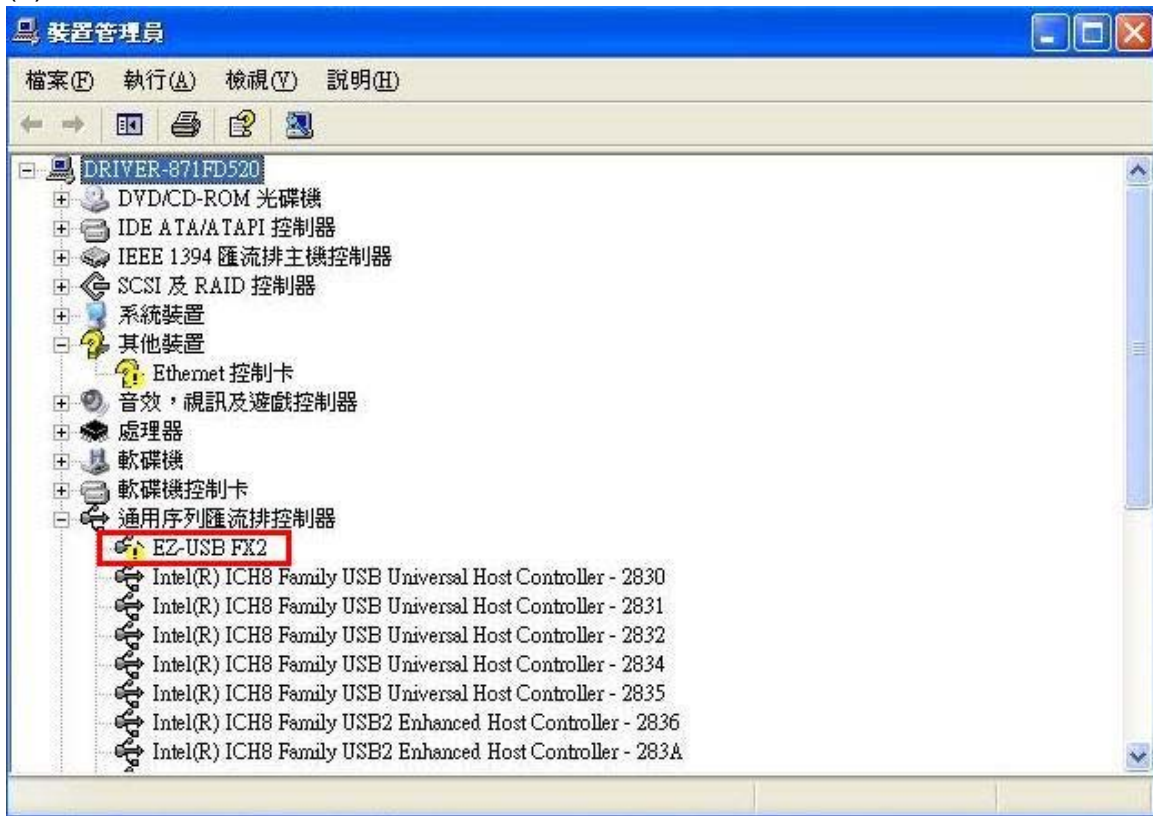 裝置管理員
檔案(F) 執行(A) 檢視(V) 說明(H)
DRIVER-871FD520
DVD/CD-ROM 光碟機
IDE ATA/ATAPI 控制器
IEEE 1394 匯流排主機控制器
SCSI 及 RAID 控制器
系統裝置
其他裝置
Ethernet 控制卡
音效，視訊及遊戲控制器
處理器
軟碟機
軟碟機控制卡
通用序列匯流排控制器
EZ-USB FX2
Intel(R) ICH8 Family USB Universal Host Controller - 2830
Intel(R) ICH8 Family USB Universal Host Controller - 2831
Intel(R) ICH8 Family USB Universal Host Controller - 2832
Intel(R) ICH8 Family USB Universal Host Controller - 2834
Intel(R) ICH8 Family USB Universal Host Controller - 2835
Intel(R) ICH8 Family USB2 Enhanced Host Controller - 2836
Intel(R) ICH8 Family USB2 Enhanced Host Controller - 283A